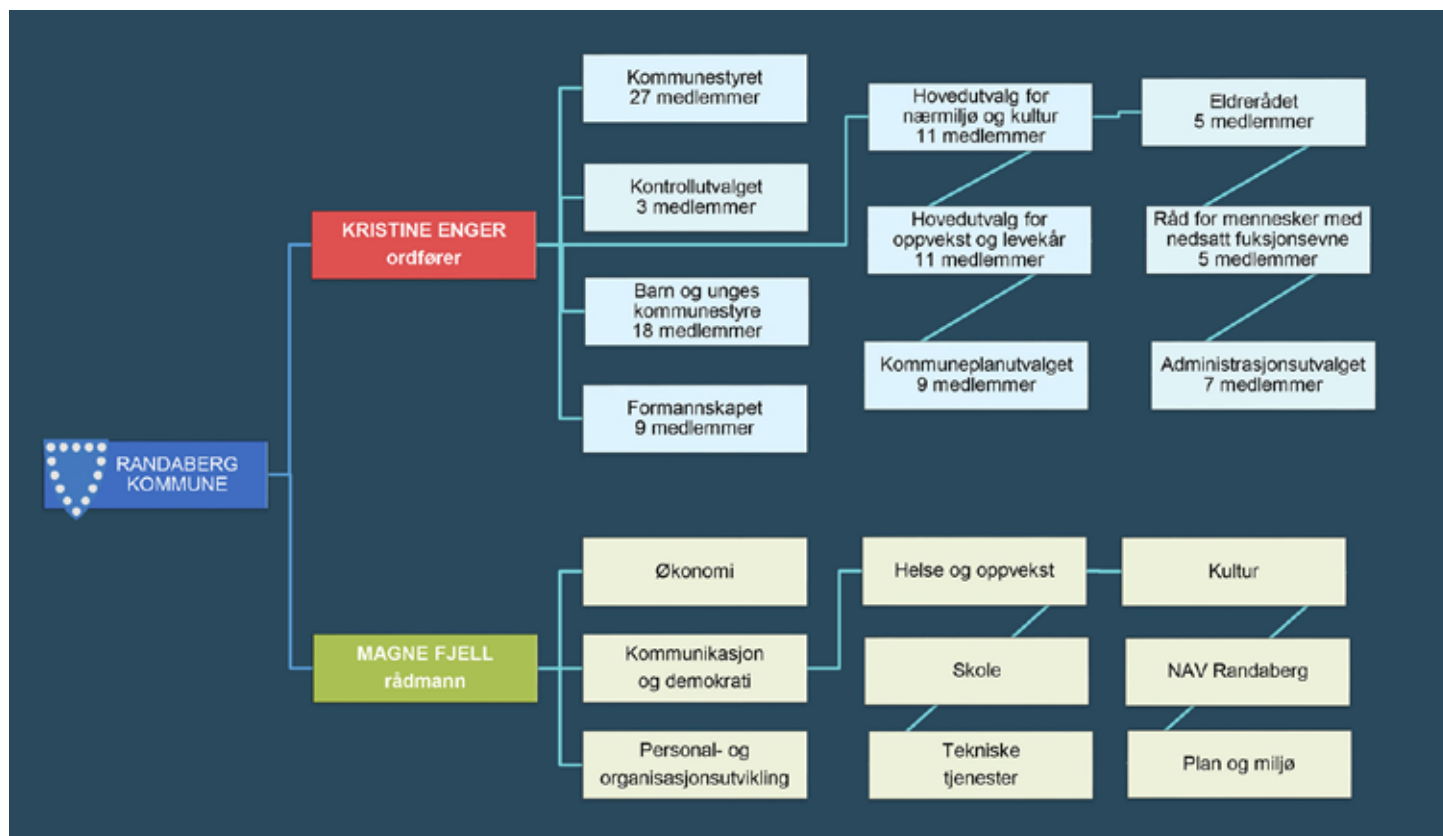 RANDABERG
KOMMUNE
KRISTINE ENGER
ordfører
Kommunestyret
27 medlemmer
Kontrollutvalget
3 medlemmer
Barn og unges
kommunestyre
18 medlemmer
Formannskapet
9 medlemmer
Hovedutvalg for
nærmiljø og kultur
11 medlemmer
Hovedutvalg for
oppvekst og levekår
11 medlemmer
Kommuneplanutvalget
9 medlemmer
Eldrerådet
5 medlemmer
Råd for mennesker med
nedsatt fuksjonsevne
5 medlemmer
Administrasjonsutvalget
7 medlemmer
MAGNE FJELL
rådmann
Økonomi
Kommunikasjon
og demokrati
Personal- og
organisasjonsutvikling
Helse og oppvekst
Skole
Tekniske
tjenester
Kultur
NAV Randaberg
Plan og miljø